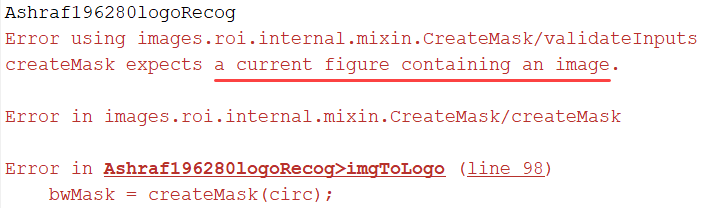 Ashraf196280logoRecog
Error using images.roi.internal.mixin.CreateMask/validateInputs
createMask expects a current figure containing an image.
Error in images.roi.internal.mixin.CreateMask/createMask
Error in Ashraf196280logoRecog>imgToLogo (line 98)
bwMask = createMask(circ);